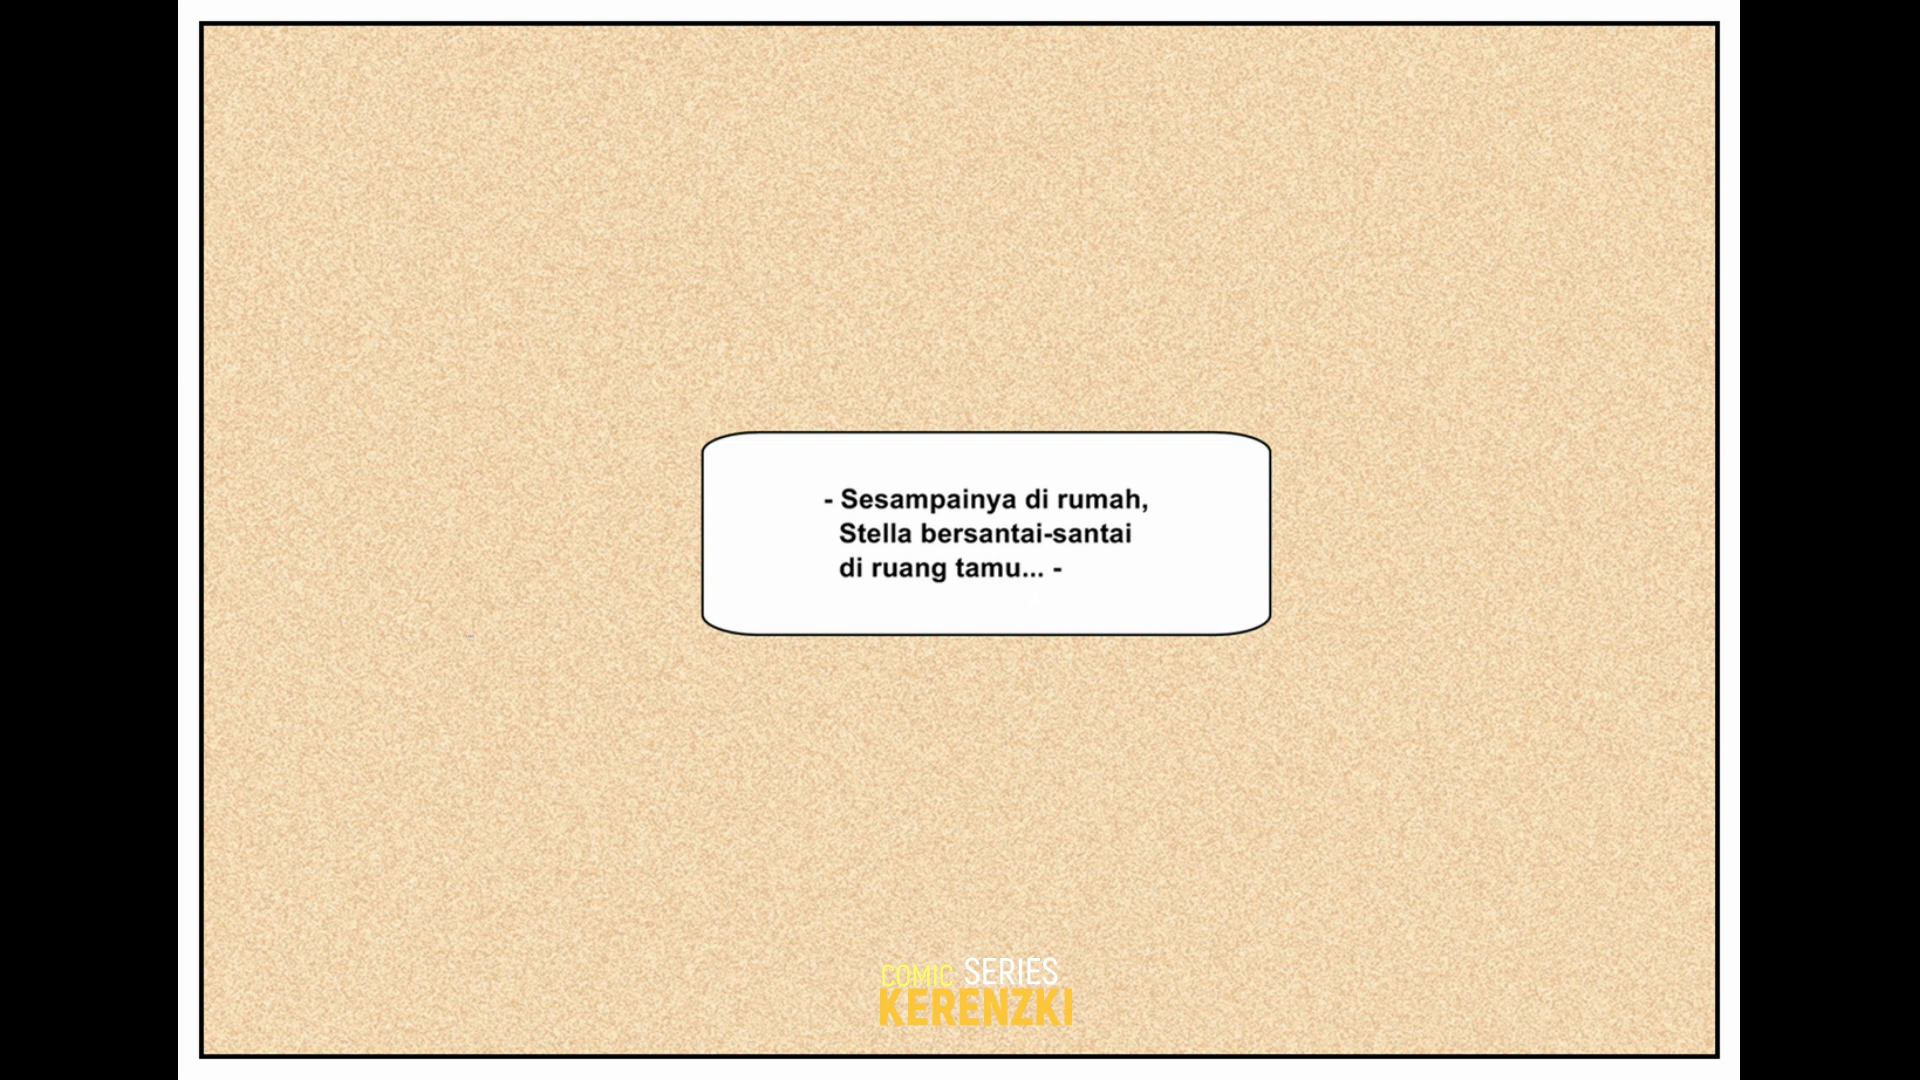 - Sesampainya di rumah,
Stella bersantai-santai
di ruang tamu... -
COMIC SERIES
KERENZKI